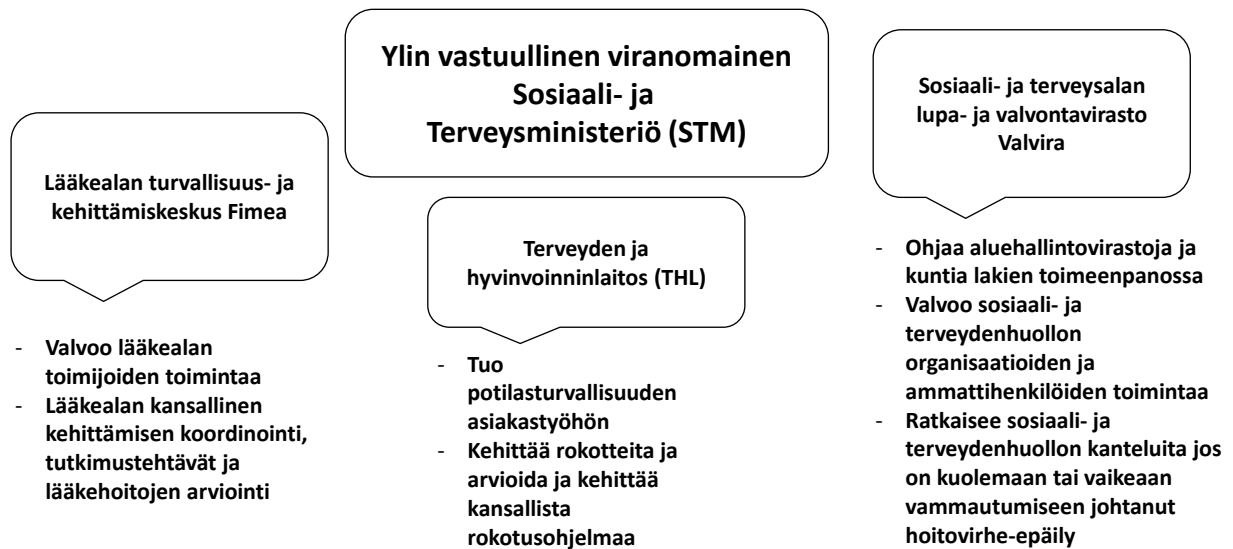 Ylin vastuullinen viranomainen
Sosiaali- ja
Terveysministeriö (STM)
Lääkealan turvallisuus- ja
kehittämiskeskus Fimea
- Valvoo lääkealan
toimijoiden toimintaa
- Lääkealan kansallinen
kehittämisen koordinointi,
tutkimustehtävät ja
lääkehoitojen arviointi
Terveyden ja
hyvinvoinninlaitos (THL)
- Tuo
potilasturvallisuuden
asiakastyöhön
- Kehittää rokotteita ja
arvioida ja kehittää
kansallista
rokotusohjelmaa
Sosiaali- ja terveysalan
lupa- ja valvontavirasto
Valvira
- Ohjaa aluehallintovirastoja ja
kuntia lakien toimeenpanossa
- Valvoo sosiaali- ja
terveydenhuollon
organisaatioiden ja
ammattihenkilöiden toimintaa
- Ratkaisee sosiaali- ja
terveydenhuollon kanteluita jos
on kuolemaan tai vaikeaan
vammautumiseen johtanut
hoitovirhe-epäily